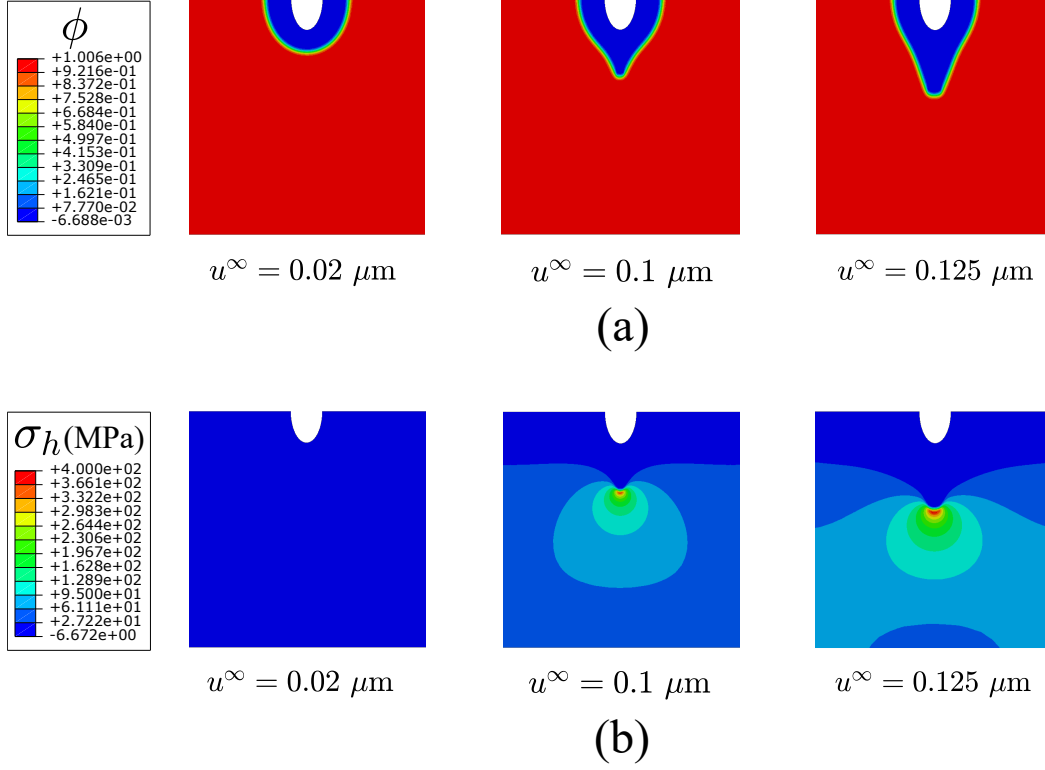 ϕ
+1.006e+00
+9.216e-01
+8.372e-01
+7.528e-01
+6.684e-01
+5.840e-01
+4.997e-01
+4.153e-01
+3.309e-01
+2.465e-01
+1.621e-01
+7.770e-02
-6.688e-03
u^∞ = 0.02 μm
u^∞ = 0.1 μm
u^∞ = 0.125 μm
(a)
σ_h(MPa)
+4.000e+02
+3.661e+02
+3.322e+02
+2.983e+02
+2.644e+02
+2.306e+02
+1.967e+02
+1.628e+02
+1.289e+02
+9.500e+01
+6.111e+01
+2.722e+01
-6.672e+00
u^∞ = 0.02 μm
u^∞ = 0.1 μm
u^∞ = 0.125 μm
(b)